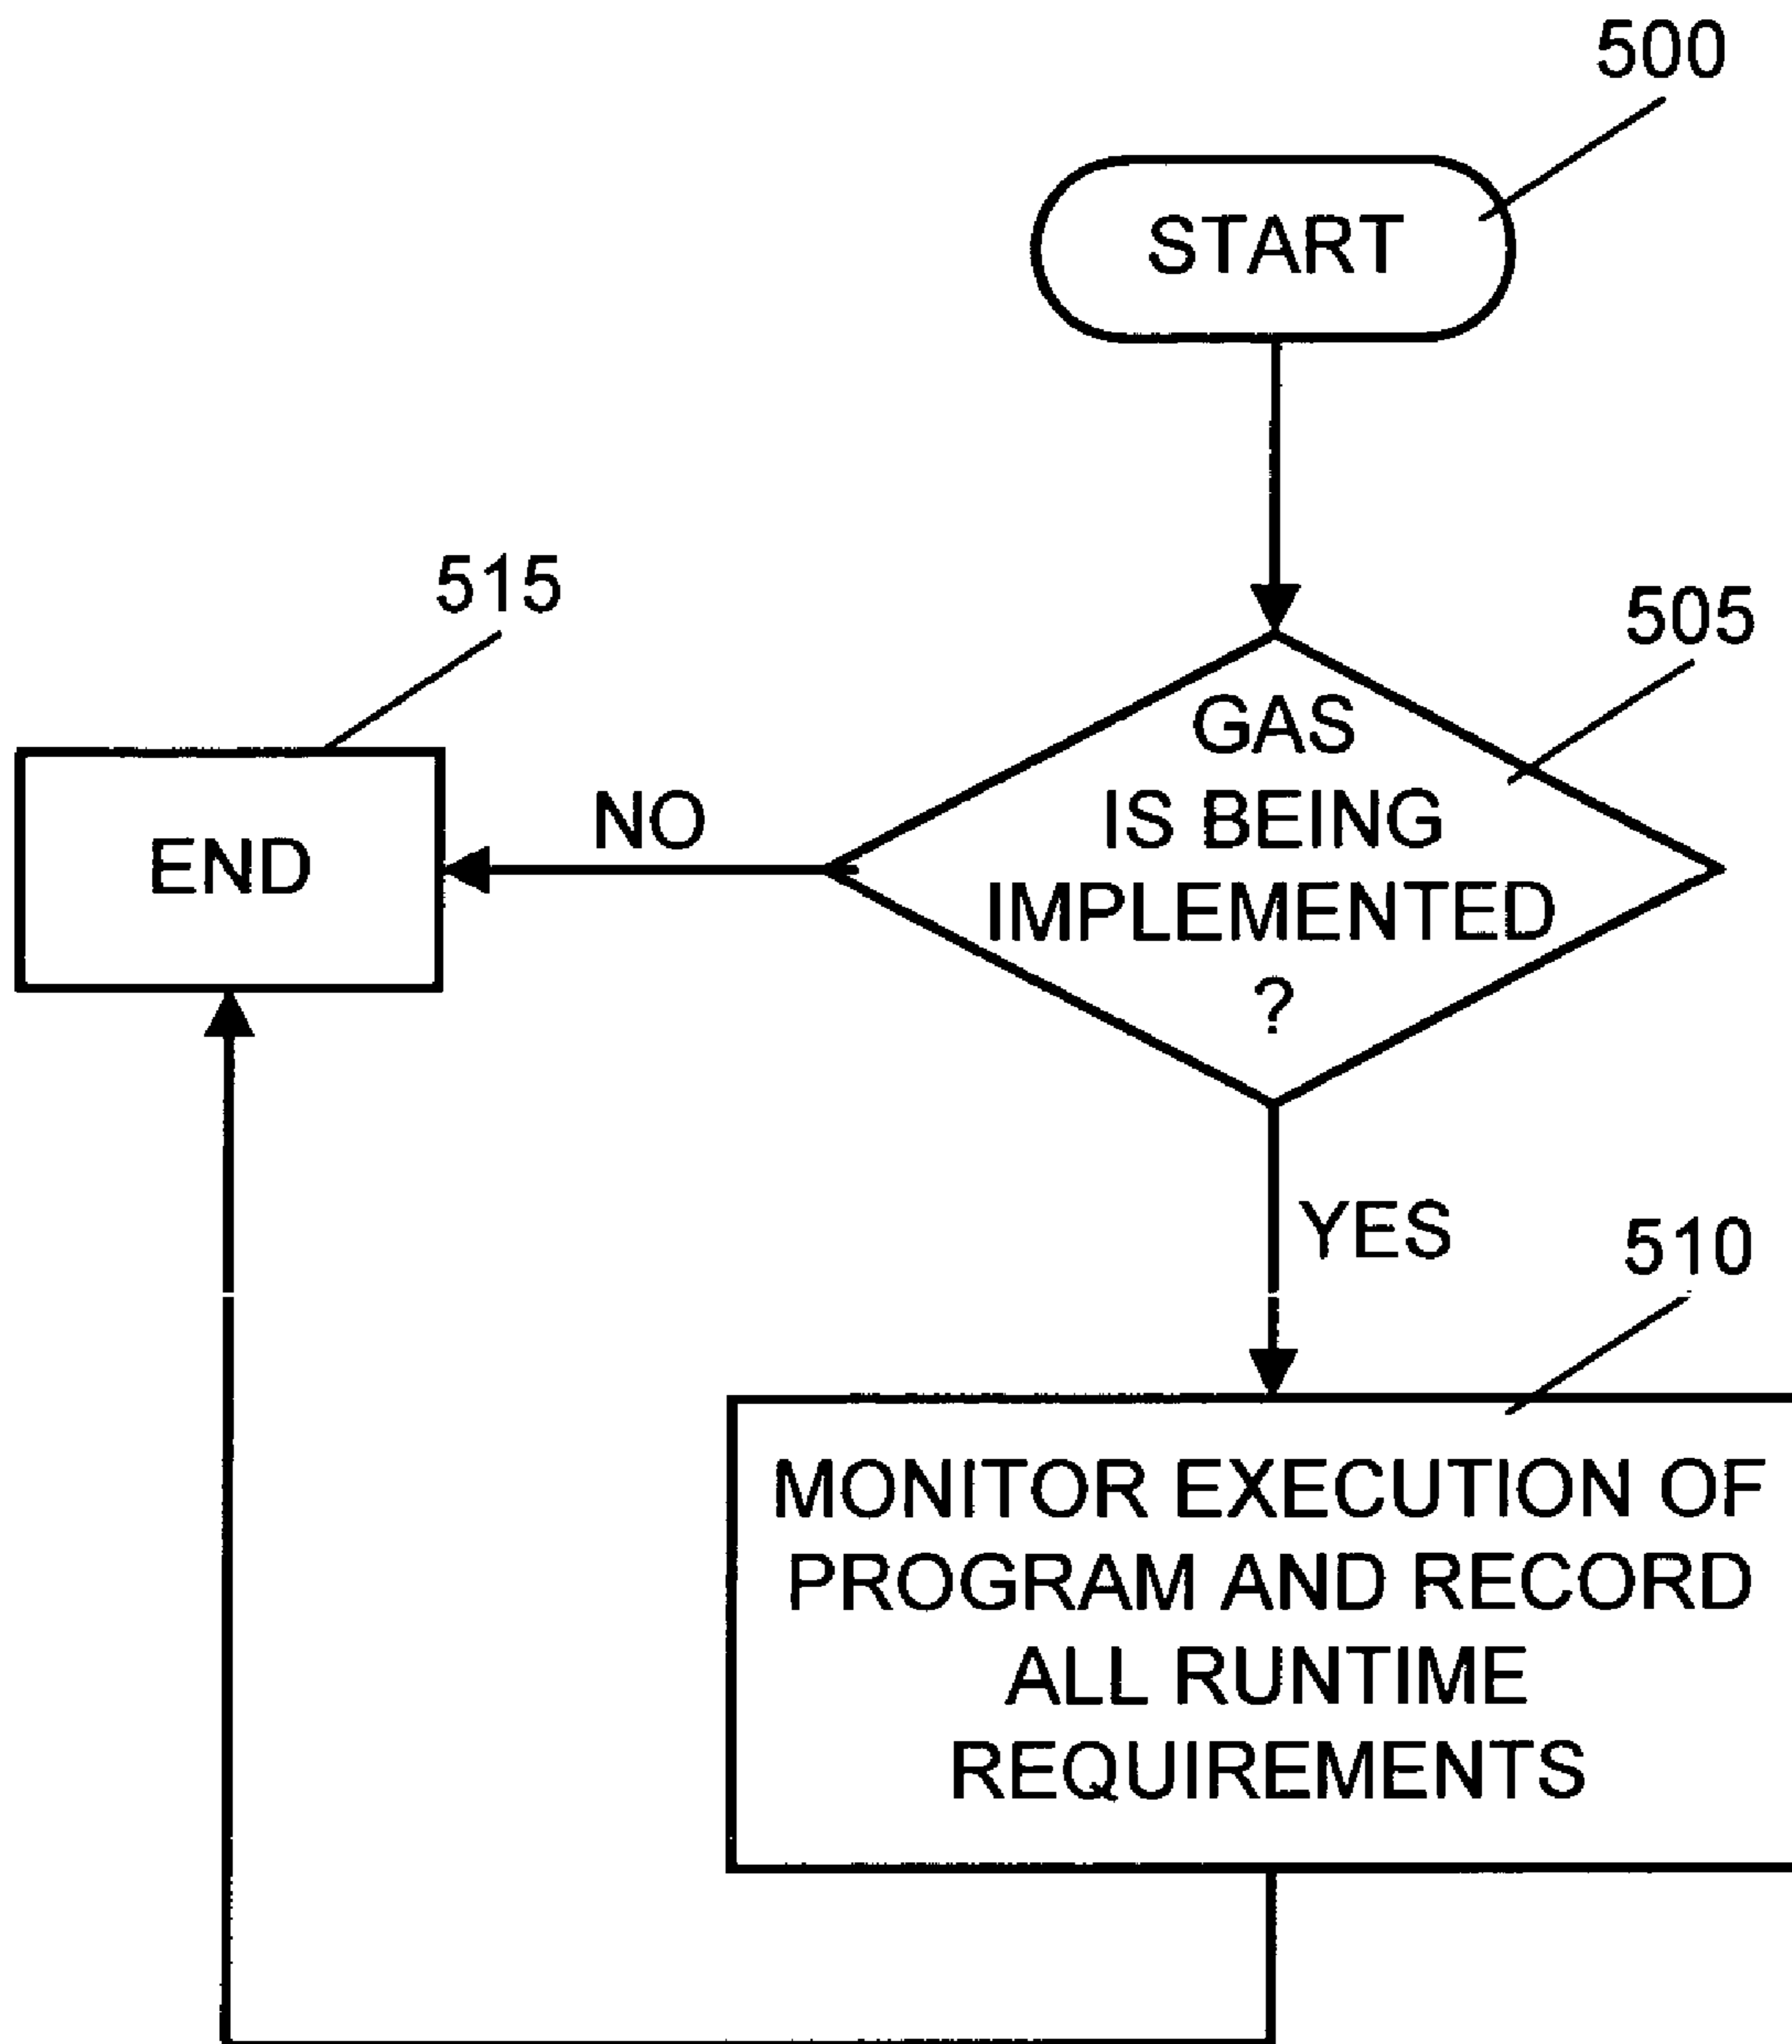 500
START
515
505
GAS
IS BEING
IMPLEMENTED
?
NO
END
YES
510
MONITOR EXECUTION OF
PROGRAM AND RECORD
ALL RUNTIME
REQUIREMENTS